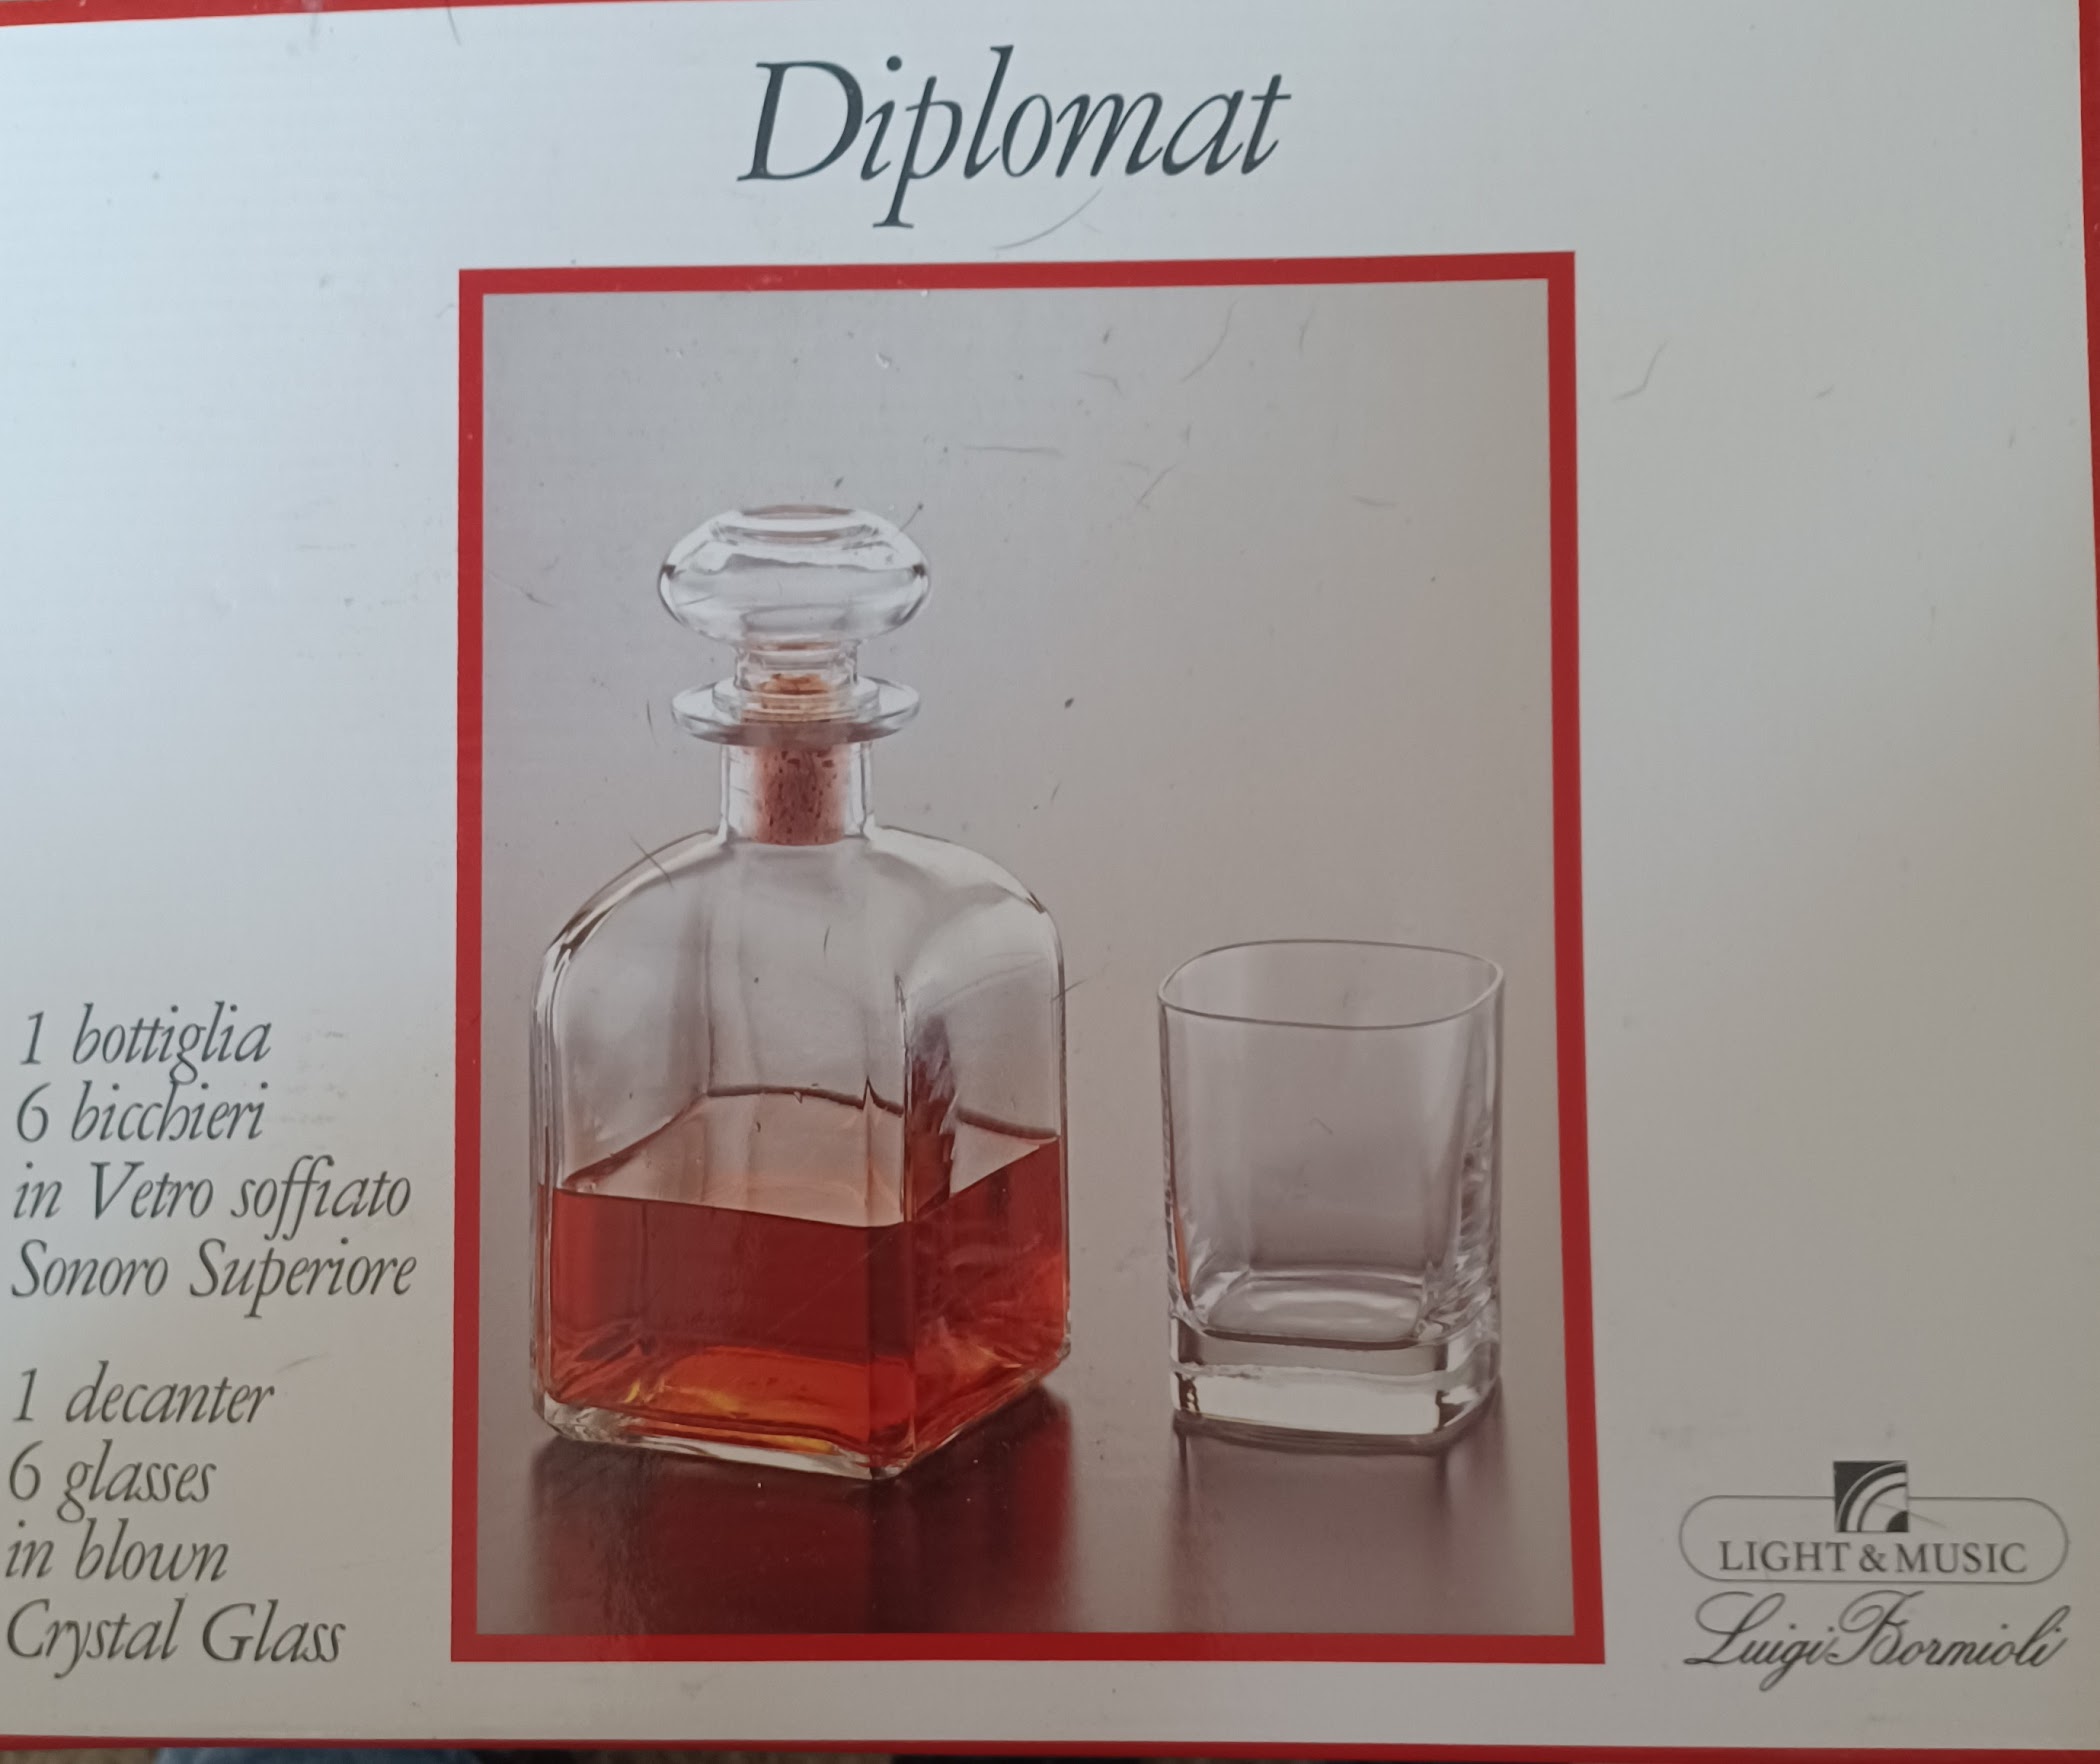 Diplomat
1 bottiglia
6 bicchieri
in Vetro soffiato
Sonoro Superiore
1 decanter
6 glasses
in blown
Crystal Glass
LIGHT & MUSIC
Luigi Bormioli